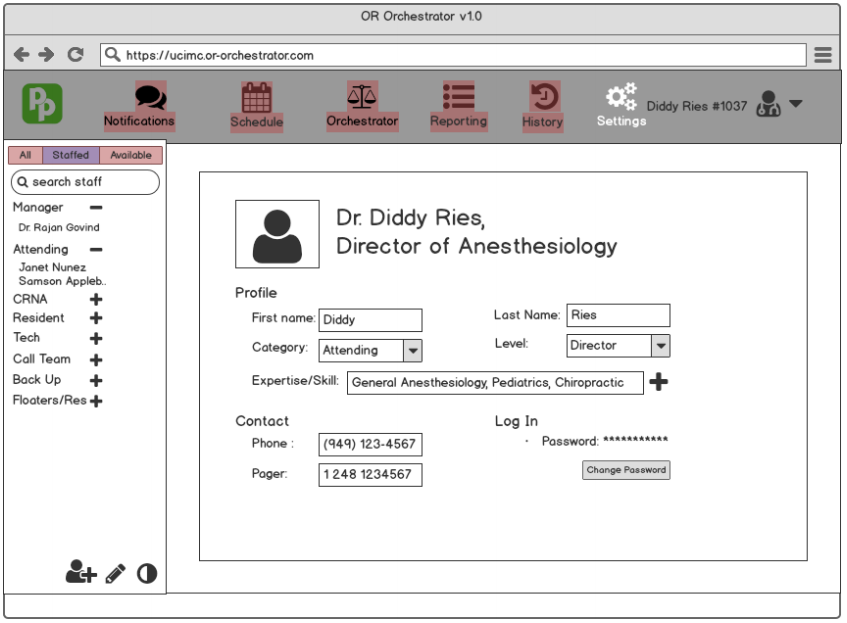 OR Orchestrator v1.0
https://ucimc.or-orchestrator.com
Pp
Notifications
Schedule
Orchestrator
Reporting
History
Settings
Diddy Ries #1037
All Staffed Available
search staff
Manager
Dr. Rajan Govind
Attending
Janet Nunez
Samson Appleb..
CRNA
Resident
Tech
Call Team
Back Up
Floaters/Res
Dr. Diddy Ries,
Director of Anesthesiology
Profile
First name: Diddy
Last Name: Ries
Category: Attending
Level: Director
Expertise/Skill: General Anesthesiology, Pediatrics, Chiropractic
Contact
Phone : (949) 123-4567
Pager: 1 248 1234567
Log In
· Password: ***********
Change Password